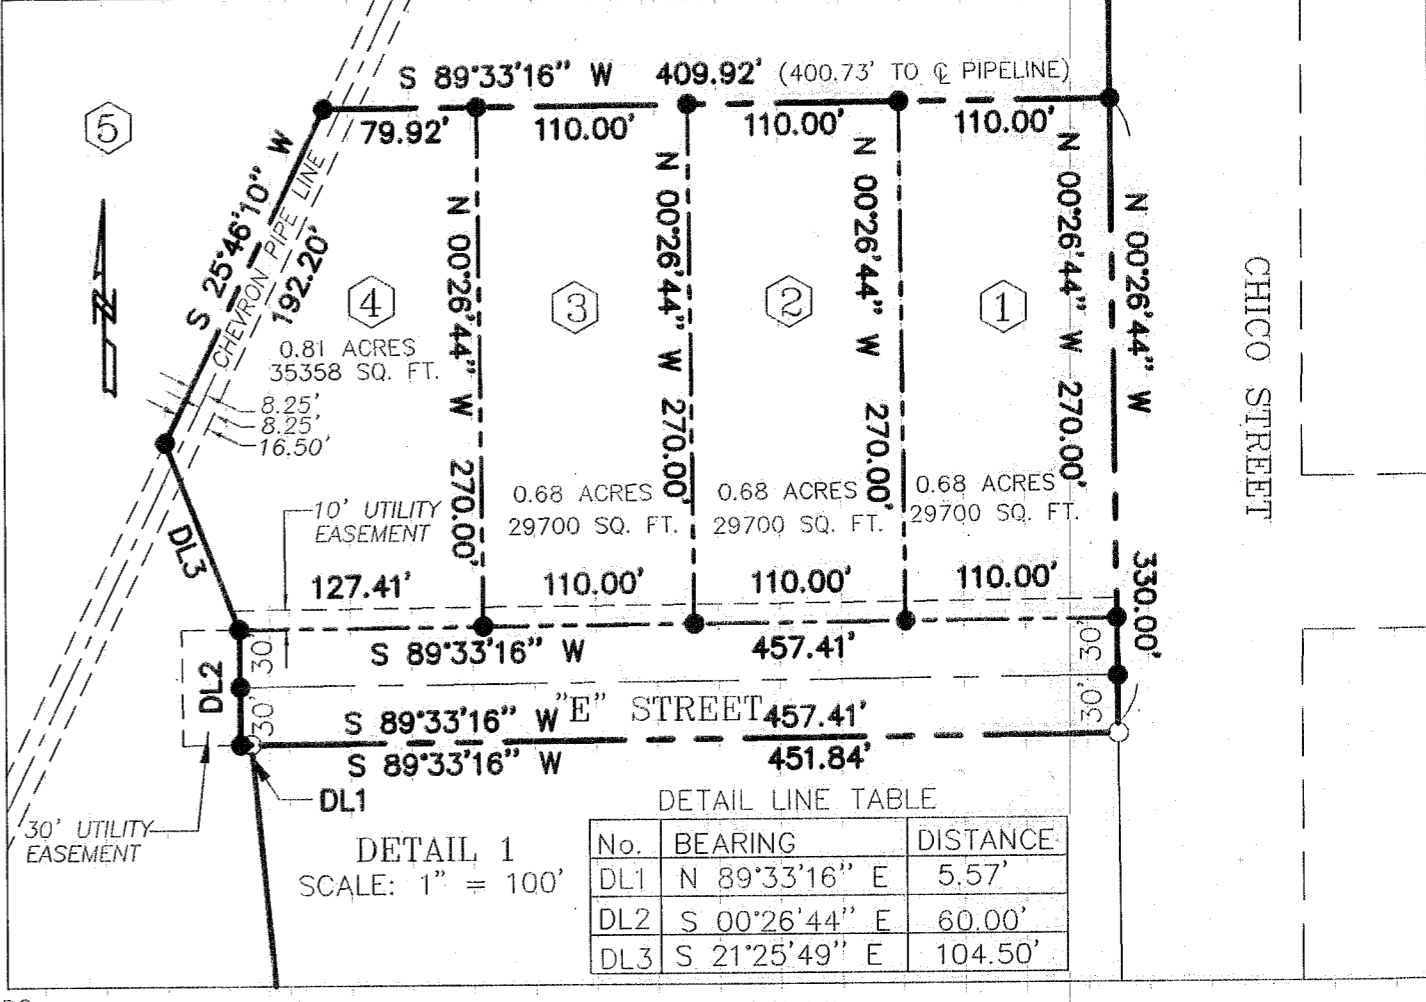 S 89°33'16" W 409.92' (400.73' TO ℄ PIPELINE)
5
79.92' 110.00' 110.00' 110.00'
S 25°46'10" W
192.20'
CHEVRON PIPE LINE
N 00°26'44" W 270.00'
N 00°26'44" W 270.00'
N 00°26'44" W 270.00'
N 00°26'44" W 270.00'
N 00°26'44" W 330.00'
CHICO STREET
N
4
3
2
1
0.81 ACRES
35358 SQ. FT.
8.25'
8.25'
16.50'
0.68 ACRES
29700 SQ. FT.
0.68 ACRES
29700 SQ. FT.
0.68 ACRES
29700 SQ. FT.
10' UTILITY
EASEMENT
DL3
127.41' 110.00' 110.00' 110.00'
S 89°33'16" W 457.41'
30' 30'
DL2
"E" STREET
30' 30'
S 89°33'16" W 457.41'
S 89°33'16" W 451.84'
DL1
30' UTILITY
EASEMENT
DETAIL 1
SCALE: 1" = 100'
DETAIL LINE TABLE
No. BEARING DISTANCE
DL1 N 89°33'16" E 5.57'
DL2 S 00°26'44" E 60.00'
DL3 S 21°25'49" E 104.50'